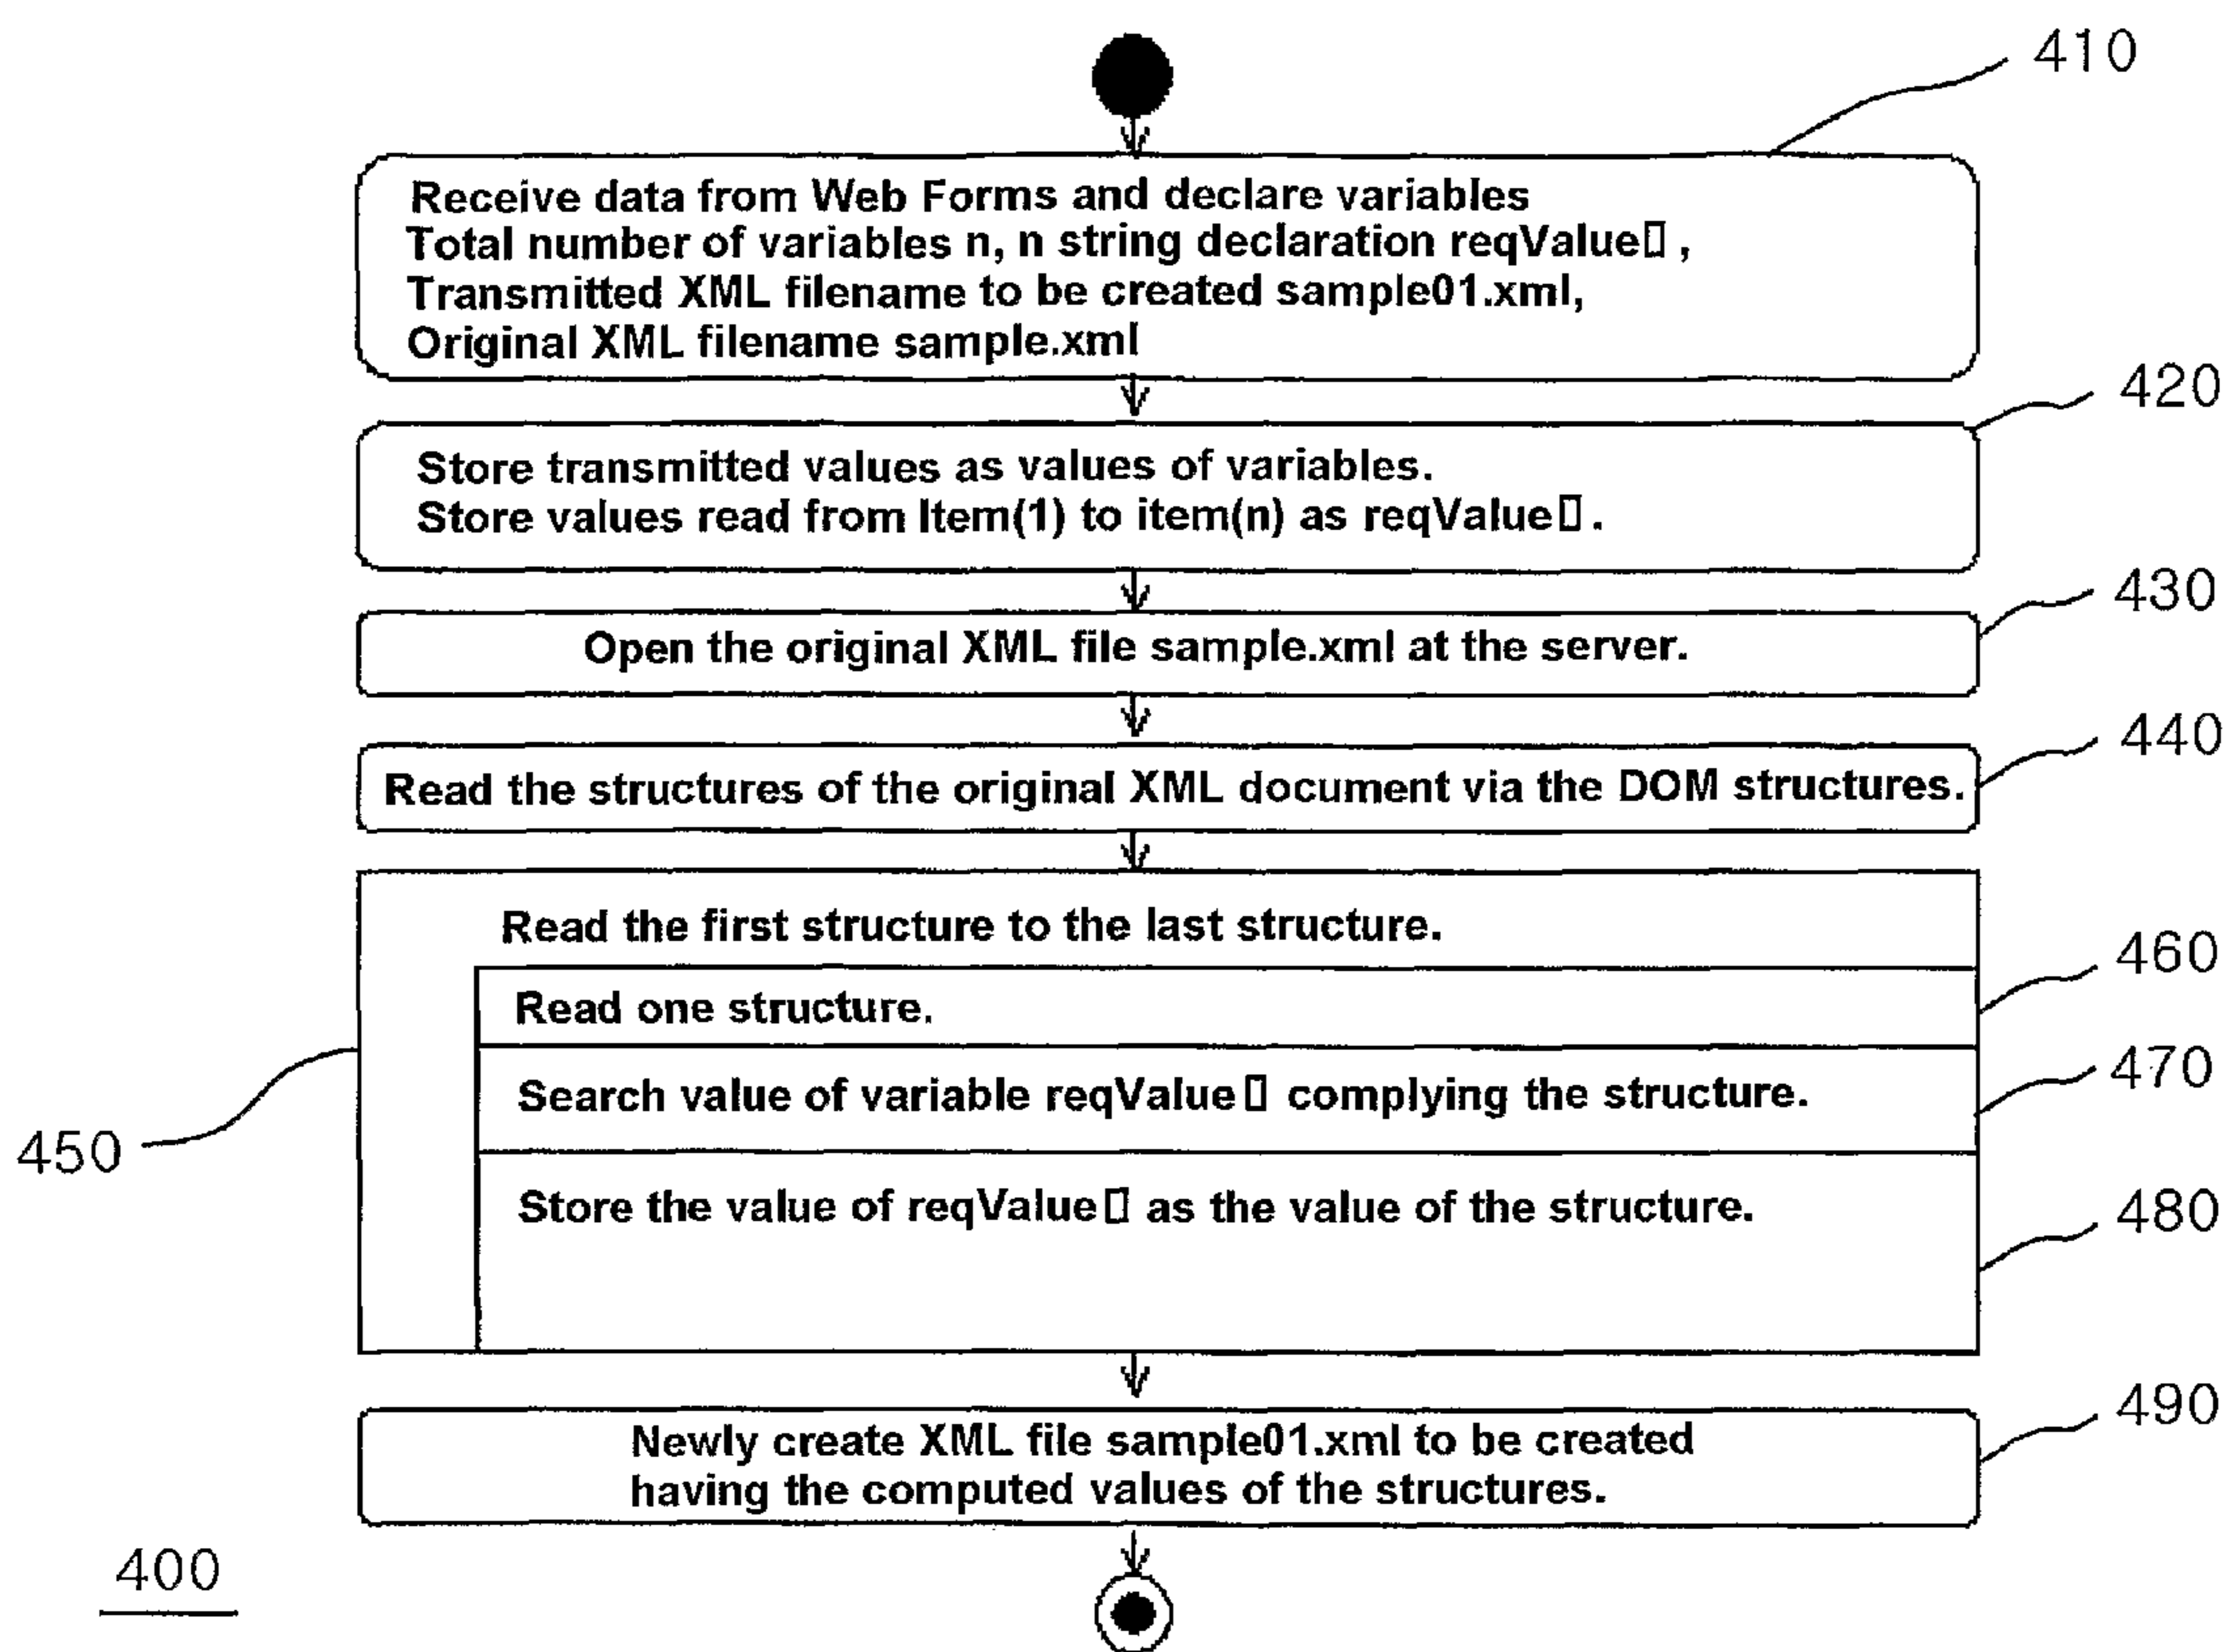 410
Receive data from Web Forms and declare variables
Total number of variables n, n string declaration reqValue[],
Transmitted XML filename to be created sample01.xml,
Original XML filename sample.xml
420
Store transmitted values as values of variables.
Store values read from Item(1) to item(n) as reqValue[].
430
Open the original XML file sample.xml at the server.
440
Read the structures of the original XML document via the DOM structures.
450
Read the first structure to the last structure.
460
Read one structure.
470
Search value of variable reqValue[] complying the structure.
480
Store the value of reqValue[] as the value of the structure.
490
Newly create XML file sample01.xml to be created
having the computed values of the structures.
400